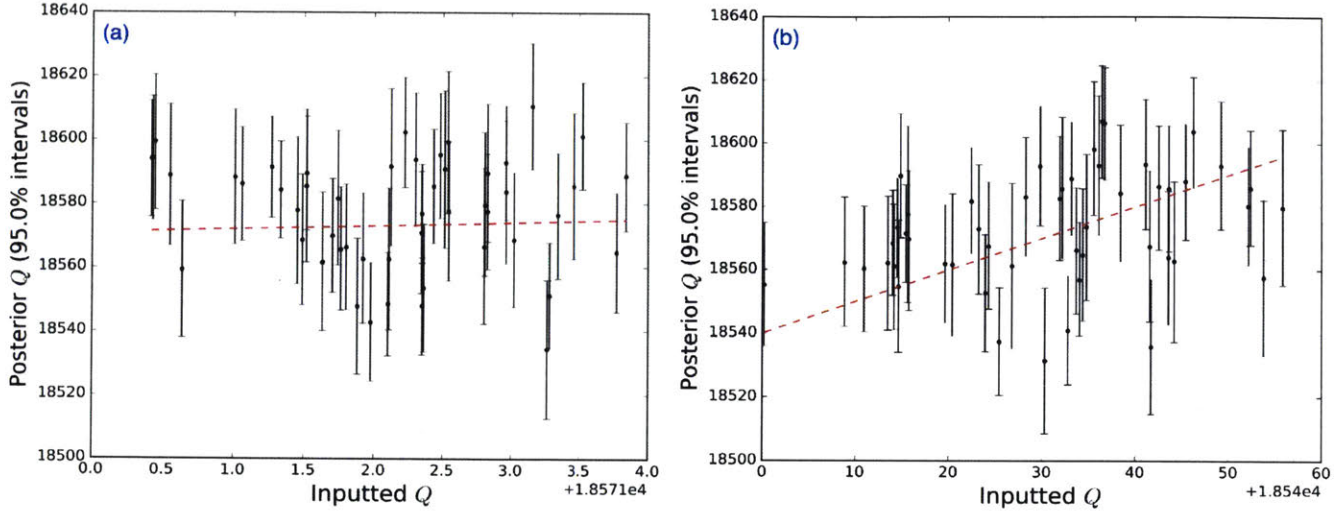 (a)
Posterior Q (95.0% intervals)
18640
18620
18600
18580
18560
18540
18520
18500
0.0 0.5 1.0 1.5 2.0 2.5 3.0 3.5 4.0
+1.8571e4
Inputted Q
(b)
Posterior Q (95.0% intervals)
18640
18620
18600
18580
18560
18540
18520
18500
0 10 20 30 40 50 60
+1.854e4
Inputted Q